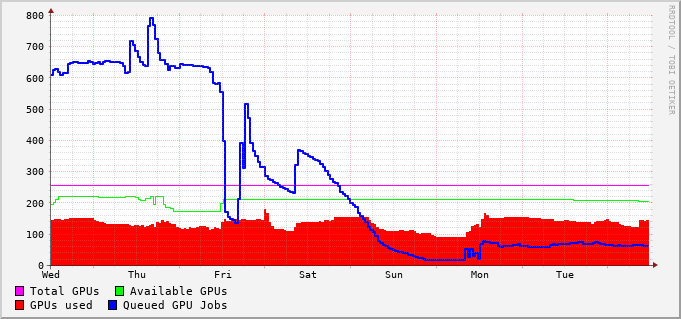 800
700
600
500
400
300
200
100
0
Wed Thu Fri Sat Sun Mon Tue
Total GPUs Available GPUs
GPUs used Queued GPU Jobs
RRDTOOL / TOBI OETIKER